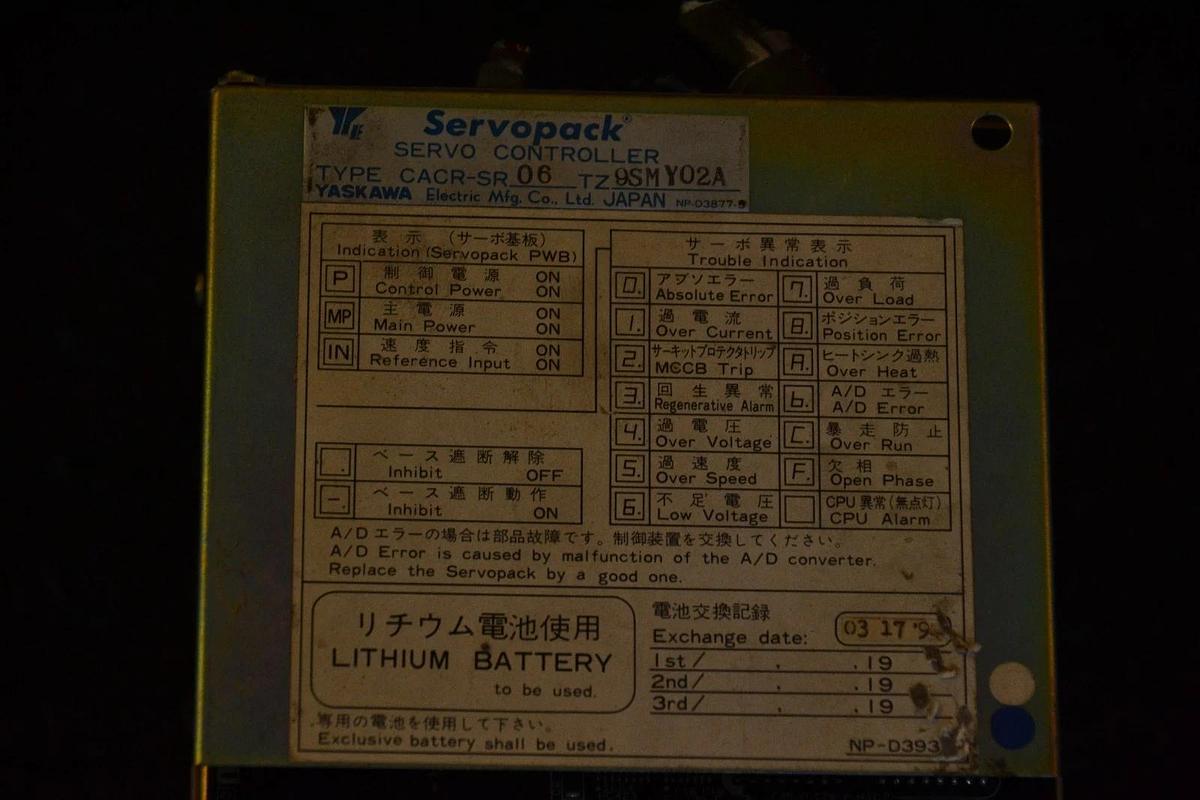 Servopack®
SERVO CONTROLLER
TYPE CACR-SR 06 TZ 9SMY02A
YASKAWA Electric Mfg. Co., Ltd. JAPAN NP-D3877-
表示 (サーボ基板)
Indication (Servopack PWB)
P 制御電源 ON
Control Power ON
MP 主電源 ON
Main Power ON
IN 速度指令 ON
Reference Input ON
. ベース遮断解除
Inhibit OFF
-. ベース遮断動作
Inhibit ON
サーボ異常表示
Trouble Indication
0. アブソエラー
Absolute Error
1. 過電流
Over Current
2. サーキットプロテクタトリップ
MCCB Trip
3. 回生異常
Regenerative Alarm
4. 過電圧
Over Voltage
5. 過速度
Over Speed
6. 不足電圧
Low Voltage
7. 過負荷
Over Load
8. ポジションエラー
Position Error
A. ヒートシンク過熱
Over Heat
b. A/D エラー
A/D Error
C. 暴走防止
Over Run
F. 欠相
Open Phase
CPU異常(無点灯)
CPU Alarm
A/Dエラーの場合は部品故障です。制御装置を交換してください。
A/D Error is caused by malfunction of the A/D converter.
Replace the Servopack by a good one.
リチウム電池使用
LITHIUM BATTERY
to be used.
専用の電池を使用して下さい。
Exclusive battery shall be used.
電池交換記録
Exchange date: 03 17 '9
1st/ . .19
2nd/ . .19
3rd/ . .19
NP-D393